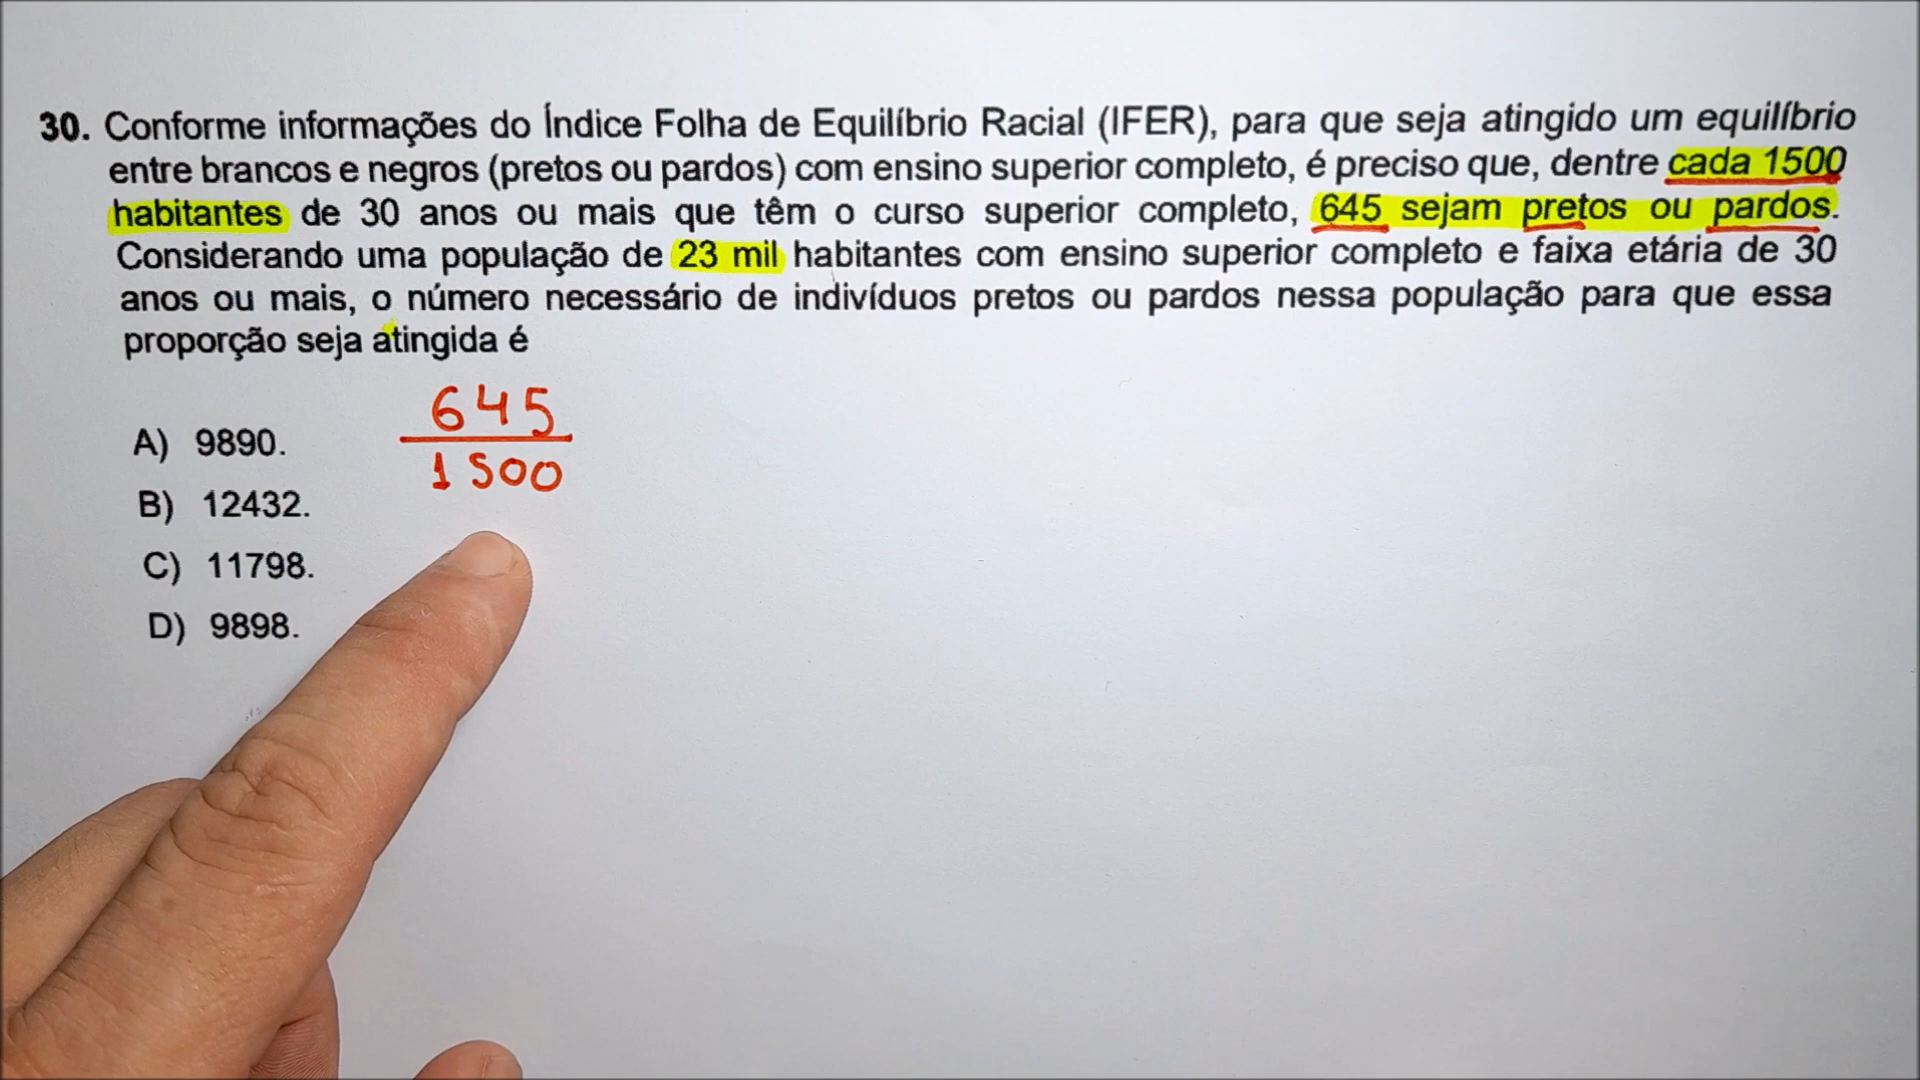 30. Conforme informações do Índice Folha de Equilíbrio Racial (IFER), para que seja atingido um equilíbrio
entre brancos e negros (pretos ou pardos) com ensino superior completo, é preciso que, dentre cada 1500
habitantes de 30 anos ou mais que têm o curso superior completo, 645 sejam pretos ou pardos.
Considerando uma população de 23 mil habitantes com ensino superior completo e faixa etária de 30
anos ou mais, o número necessário de indivíduos pretos ou pardos nessa população para que essa
proporção seja atingida é
645
1500
A) 9890.
B) 12432.
C) 11798.
D) 9898.